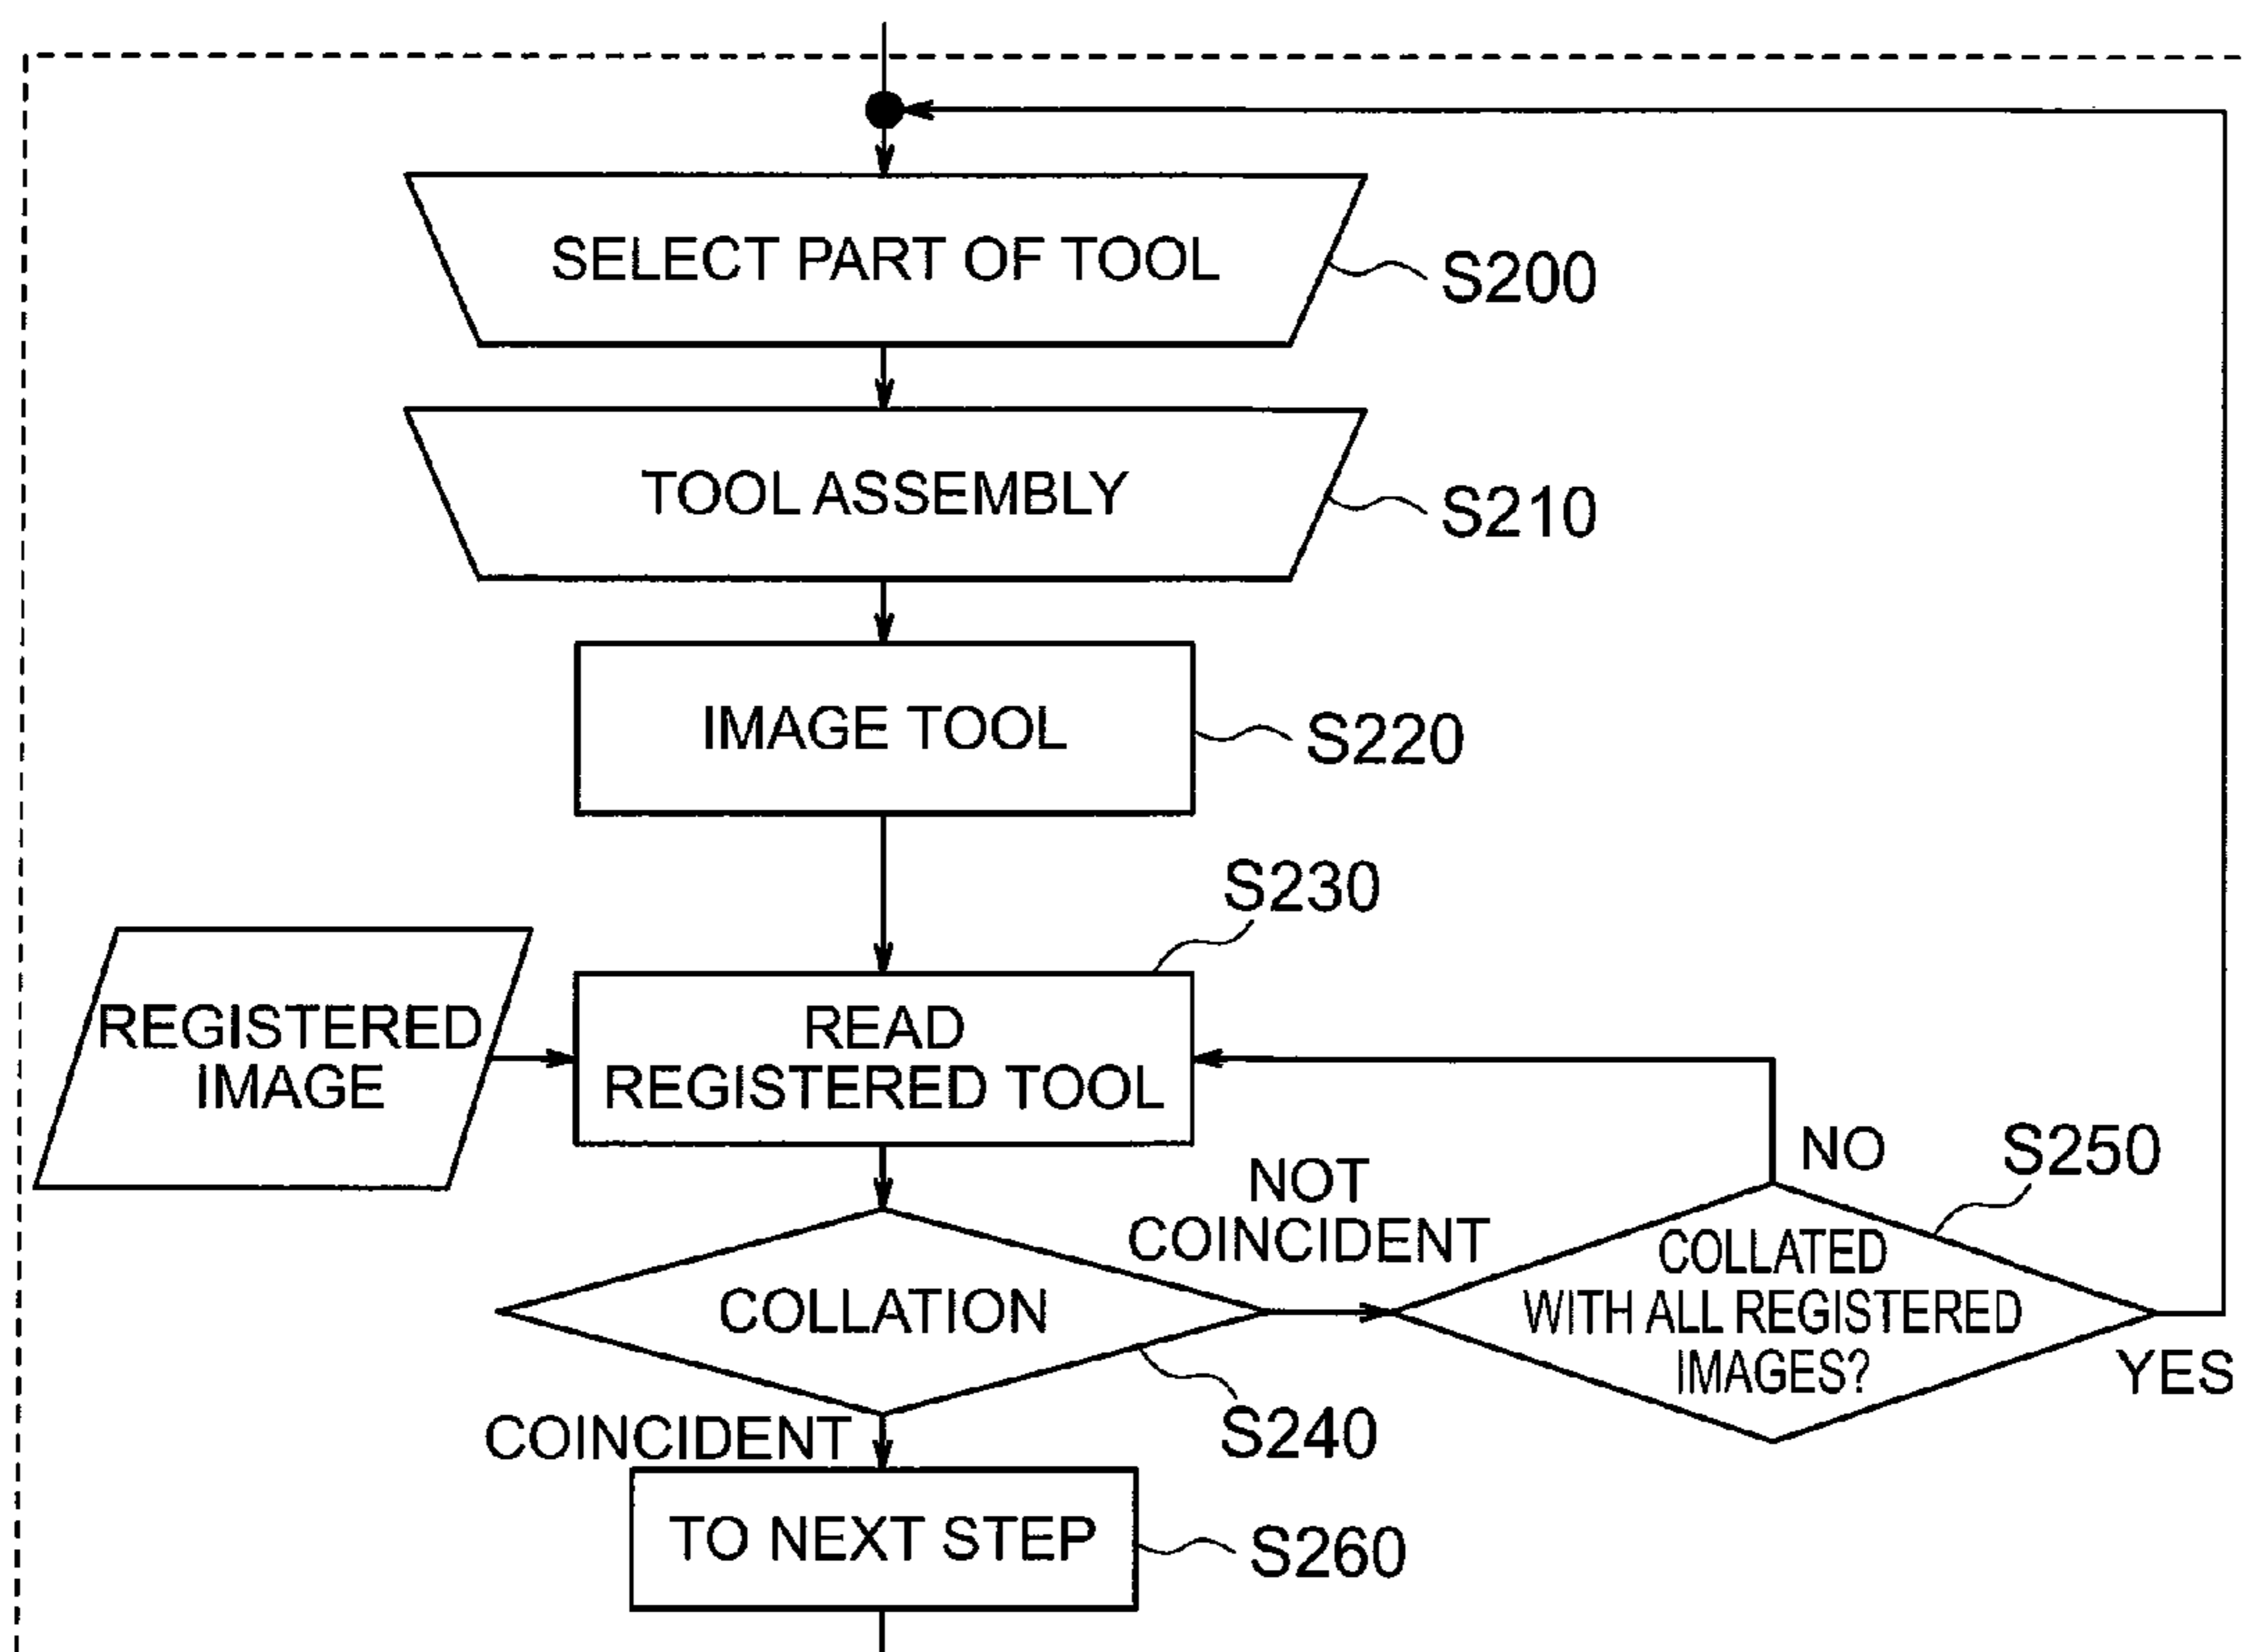 SELECT PART OF TOOL
S200
TOOL ASSEMBLY
S210
IMAGE TOOL
S220
S230
REGISTERED
IMAGE
READ
REGISTERED TOOL
NOT
COINCIDENT
NO
S250
COLLATED
WITH ALL REGISTERED
IMAGES?
YES
COLLATION
S240
COINCIDENT
TO NEXT STEP
S260